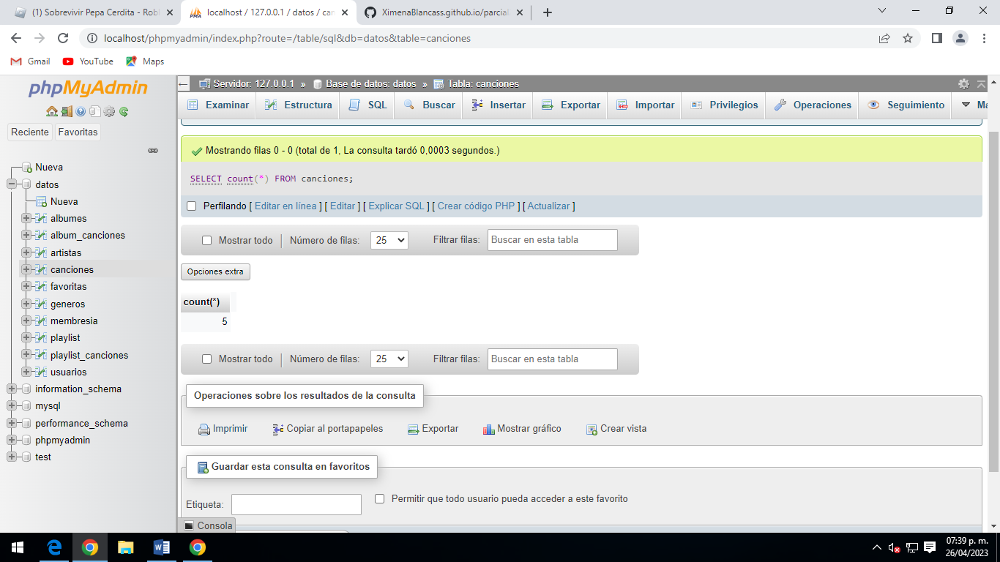 (1) Sobrevivir Pepa Cerdita - Robl
localhost / 127.0.0.1 / datos / can
XimenaBlancass.github.io/parcial.
localhost/phpmyadmin/index.php?route=/table/sql&db=datos&table=canciones
Gmail YouTube Maps
phpMyAdmin
Reciente Favoritas
Nueva
datos
Nueva
albumes
album_canciones
artistas
canciones
favoritas
generos
membresia
playlist
playlist_canciones
usuarios
information_schema
mysql
performance_schema
phpmyadmin
test
Servidor: 127.0.0.1 » Base de datos: datos » Tabla: canciones
Examinar Estructura SQL Buscar Insertar Exportar Importar Privilegios Operaciones Seguimiento Má
Mostrando filas 0 - 0 (total de 1, La consulta tardó 0,0003 segundos.)
SELECT count(*) FROM canciones;
Perfilando [ Editar en línea ] [ Editar ] [ Explicar SQL ] [ Crear código PHP ] [ Actualizar ]
Mostrar todo Número de filas: 25 Filtrar filas: Buscar en esta tabla
Opciones extra
count(*)
5
Mostrar todo Número de filas: 25 Filtrar filas: Buscar en esta tabla
Operaciones sobre los resultados de la consulta
Imprimir Copiar al portapapeles Exportar Mostrar gráfico Crear vista
Guardar esta consulta en favoritos
Etiqueta: Permitir que todo usuario pueda acceder a este favorito
Consola
07:39 p. m.
26/04/2023